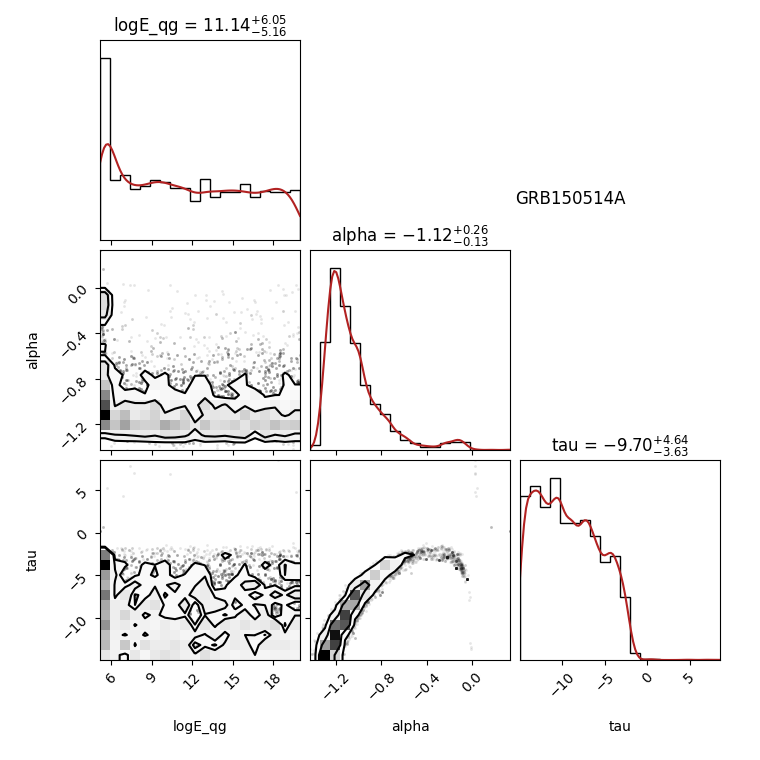 logE_qg = 11.14$^{+6.05}_{-5.16}$
GRB150514A
alpha = −1.12$^{+0.26}_{-0.13}$
0.0
−0.4
−0.8
−1.2
alpha
tau = −9.70$^{+4.64}_{-3.63}$
5
0
−5
−10
tau
6 9 12 15 18 −1.2 −0.8 −0.4 0.0 −10 −5 0 5
logE_qg alpha tau